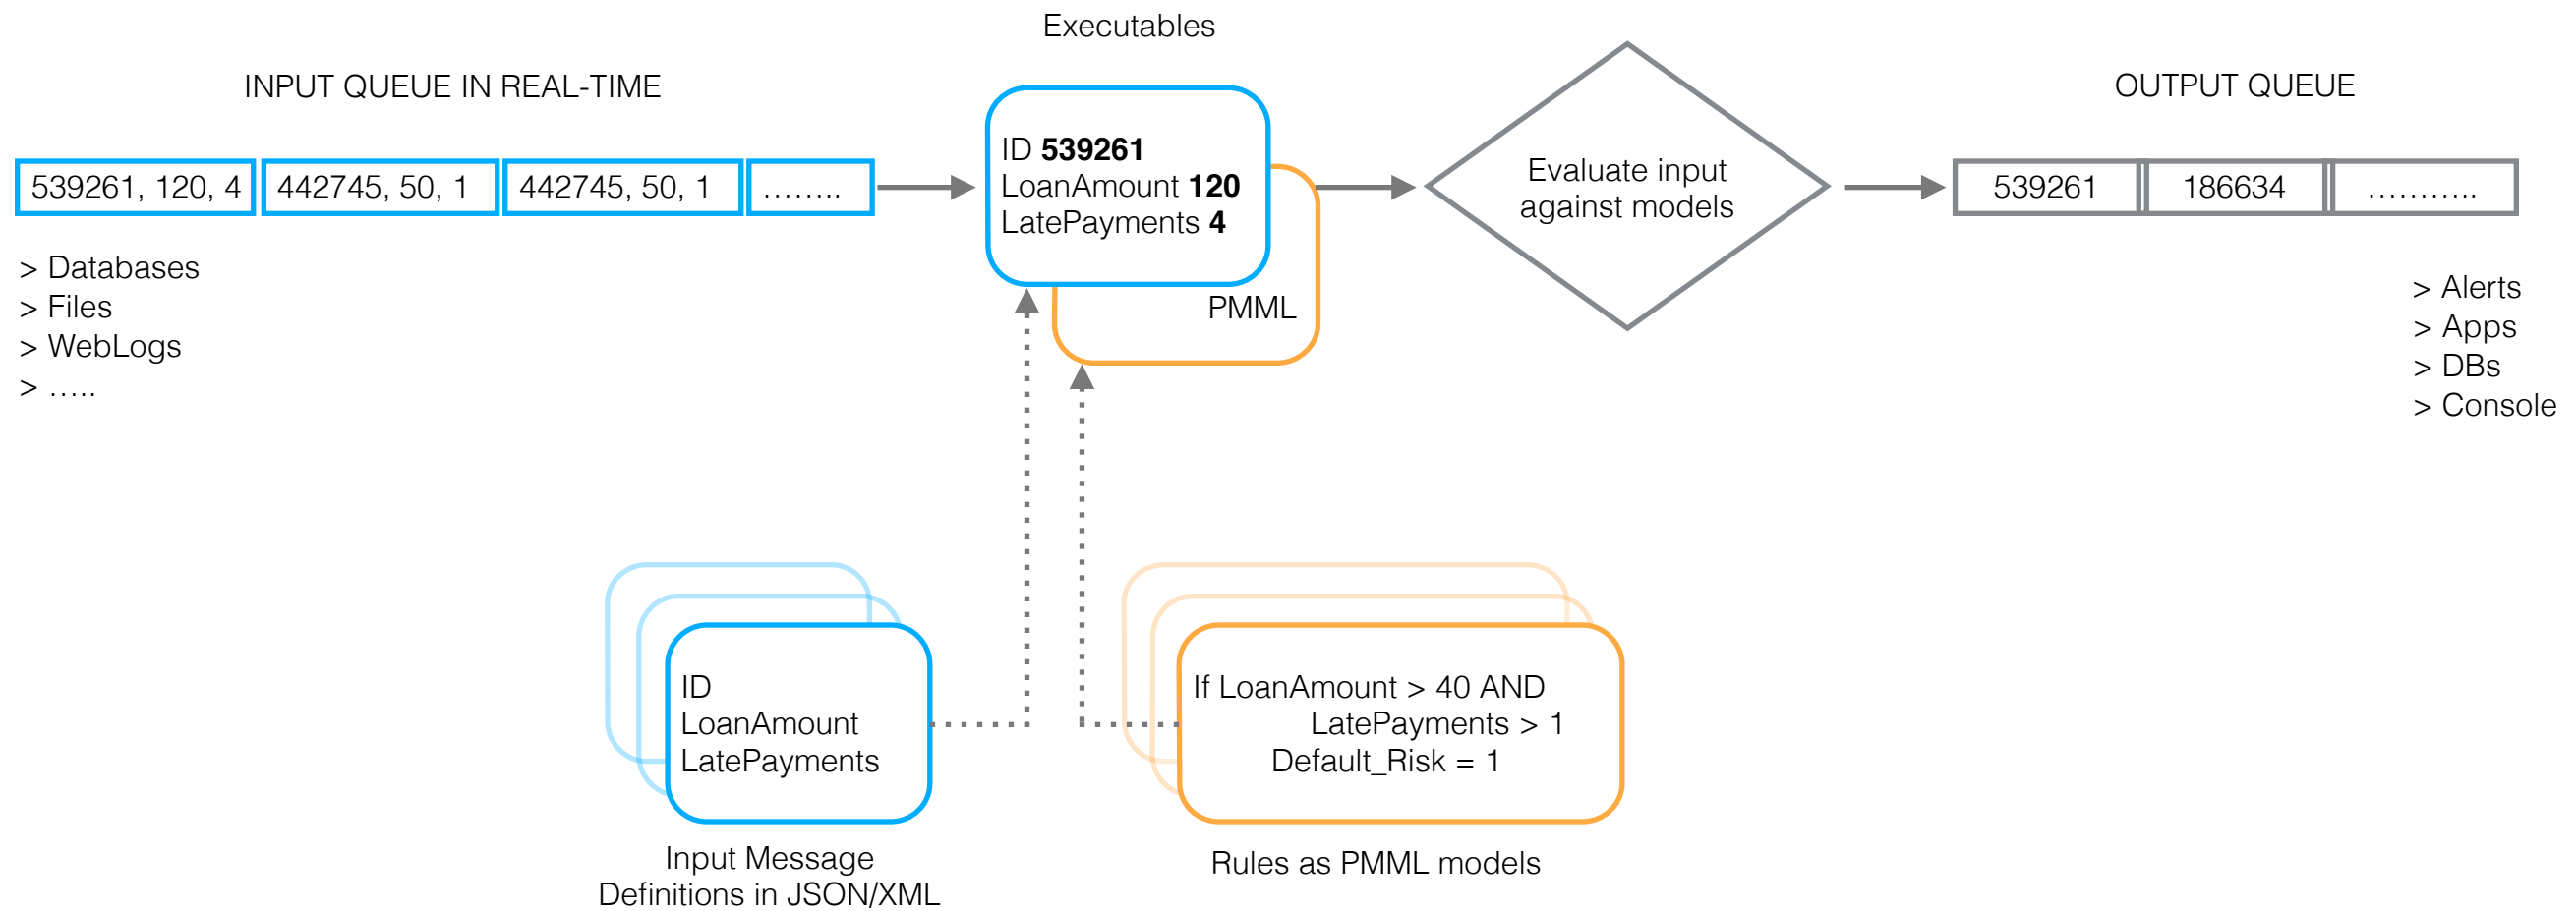 Executables
INPUT QUEUE IN REAL-TIME
OUTPUT QUEUE
539261, 120, 4
442745, 50, 1
442745, 50, 1
........
ID 539261
LoanAmount 120
LatePayments 4
PMML
Evaluate input
against models
539261
186634
...........
> Databases
> Files
> WebLogs
> .....
> Alerts
> Apps
> DBs
> Console
ID
LoanAmount
LatePayments
If LoanAmount > 40 AND
LatePayments > 1
Default_Risk = 1
Input Message
Definitions in JSON/XML
Rules as PMML models